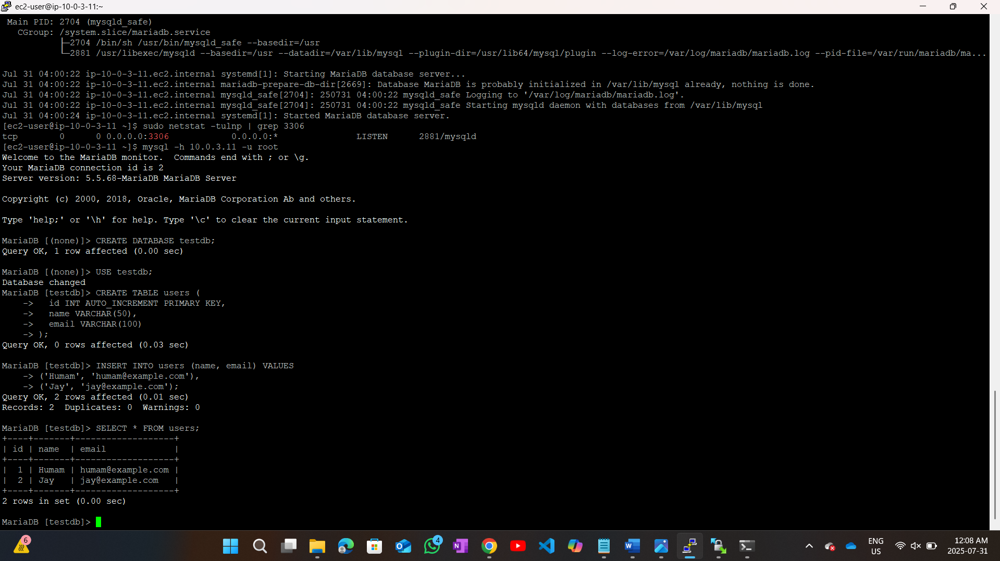 ec2-user@ip-10-0-3-11:~
Main PID: 2704 (mysqld_safe)
CGroup: /system.slice/mariadb.service
├─2704 /bin/sh /usr/bin/mysqld_safe --basedir=/usr
└─2881 /usr/libexec/mysqld --basedir=/usr --datadir=/var/lib/mysql --plugin-dir=/usr/lib64/mysql/plugin --log-error=/var/log/mariadb/mariadb.log --pid-file=/var/run/mariadb/ma...
Jul 31 04:00:22 ip-10-0-3-11.ec2.internal systemd[1]: Starting MariaDB database server...
Jul 31 04:00:22 ip-10-0-3-11.ec2.internal mariadb-prepare-db-dir[2669]: Database MariaDB is probably initialized in /var/lib/mysql already, nothing is done.
Jul 31 04:00:22 ip-10-0-3-11.ec2.internal mysqld_safe[2704]: 250731 04:00:22 mysqld_safe Logging to '/var/log/mariadb/mariadb.log'.
Jul 31 04:00:22 ip-10-0-3-11.ec2.internal mysqld_safe[2704]: 250731 04:00:22 mysqld_safe Starting mysqld daemon with databases from /var/lib/mysql
Jul 31 04:00:24 ip-10-0-3-11.ec2.internal systemd[1]: Started MariaDB database server.
[ec2-user@ip-10-0-3-11 ~]$ sudo netstat -tulnp | grep 3306
tcp        0      0 0.0.0.0:3306            0.0.0.0:*               LISTEN      2881/mysqld
[ec2-user@ip-10-0-3-11 ~]$ mysql -h 10.0.3.11 -u root
Welcome to the MariaDB monitor.  Commands end with ; or \g.
Your MariaDB connection id is 2
Server version: 5.5.68-MariaDB MariaDB Server
Copyright (c) 2000, 2018, Oracle, MariaDB Corporation Ab and others.
Type 'help;' or '\h' for help. Type '\c' to clear the current input statement.
MariaDB [(none)]> CREATE DATABASE testdb;
Query OK, 1 row affected (0.00 sec)
MariaDB [(none)]> USE testdb;
Database changed
MariaDB [testdb]> CREATE TABLE users (
->   id INT AUTO_INCREMENT PRIMARY KEY,
->   name VARCHAR(50),
->   email VARCHAR(100)
-> );
Query OK, 0 rows affected (0.03 sec)
MariaDB [testdb]> INSERT INTO users (name, email) VALUES
-> ('Humam', 'humam@example.com'),
-> ('Jay', 'jay@example.com');
Query OK, 2 rows affected (0.01 sec)
Records: 2  Duplicates: 0  Warnings: 0
MariaDB [testdb]> SELECT * FROM users;
+----+-------+-------------------+
| id | name  | email             |
+----+-------+-------------------+
|  1 | Humam | humam@example.com |
|  2 | Jay   | jay@example.com   |
+----+-------+-------------------+
2 rows in set (0.00 sec)
MariaDB [testdb]>
6
4
ENG
US
12:08 AM
2025-07-31